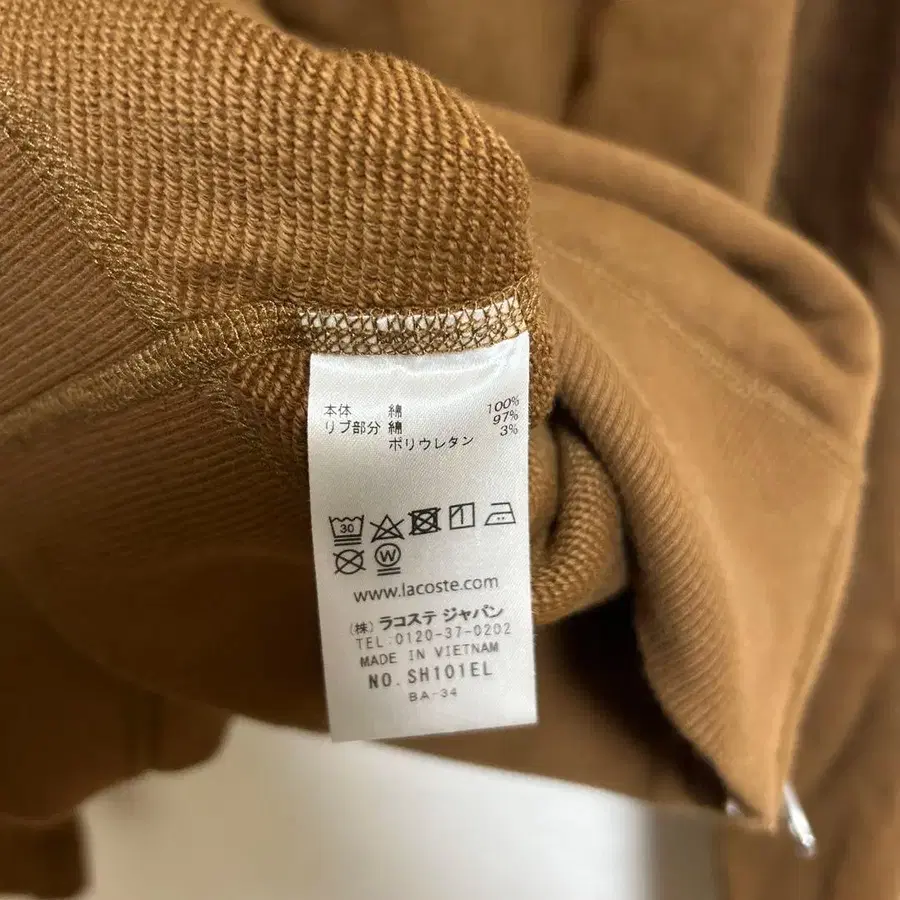 本体 綿 100%
リブ部分 綿 97%
ポリウレタン 3%
30
W
www.lacoste.com
(株) ラコステ ジャパン
TEL:0120-37-0202
MADE IN VIETNAM
NO. SH101EL
BA-34